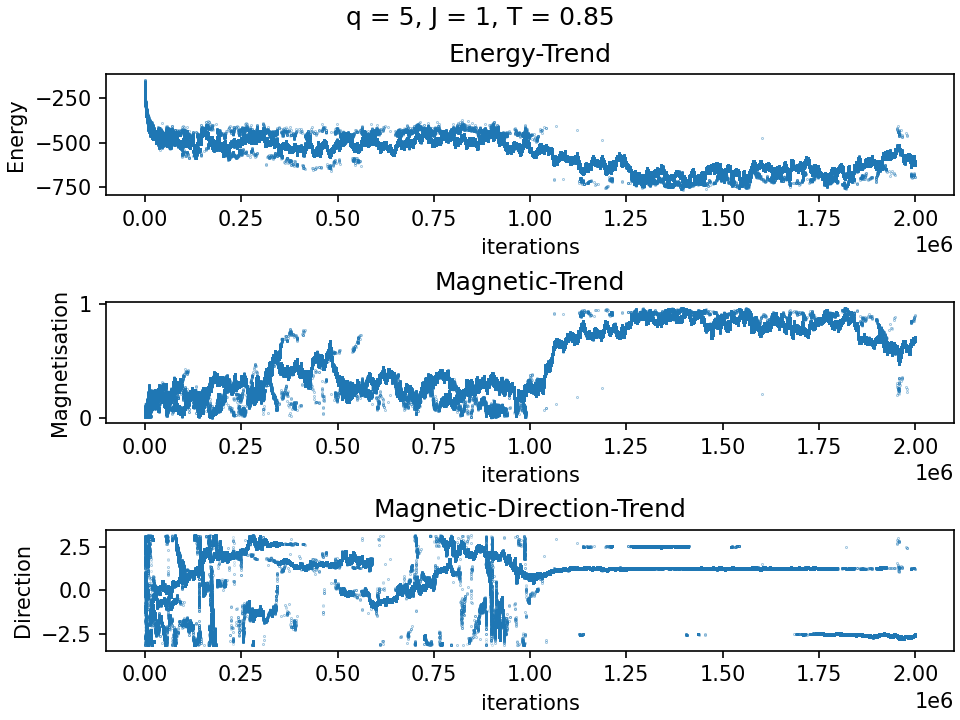 q = 5, J = 1, T = 0.85
Energy-Trend
Energy
−250
−500
−750
0.00 0.25 0.50 0.75 1.00 1.25 1.50 1.75 2.00
iterations
1e6
Magnetic-Trend
Magnetisation
1
0
0.00 0.25 0.50 0.75 1.00 1.25 1.50 1.75 2.00
iterations
1e6
Magnetic-Direction-Trend
Direction
2.5
0.0
−2.5
0.00 0.25 0.50 0.75 1.00 1.25 1.50 1.75 2.00
iterations
1e6